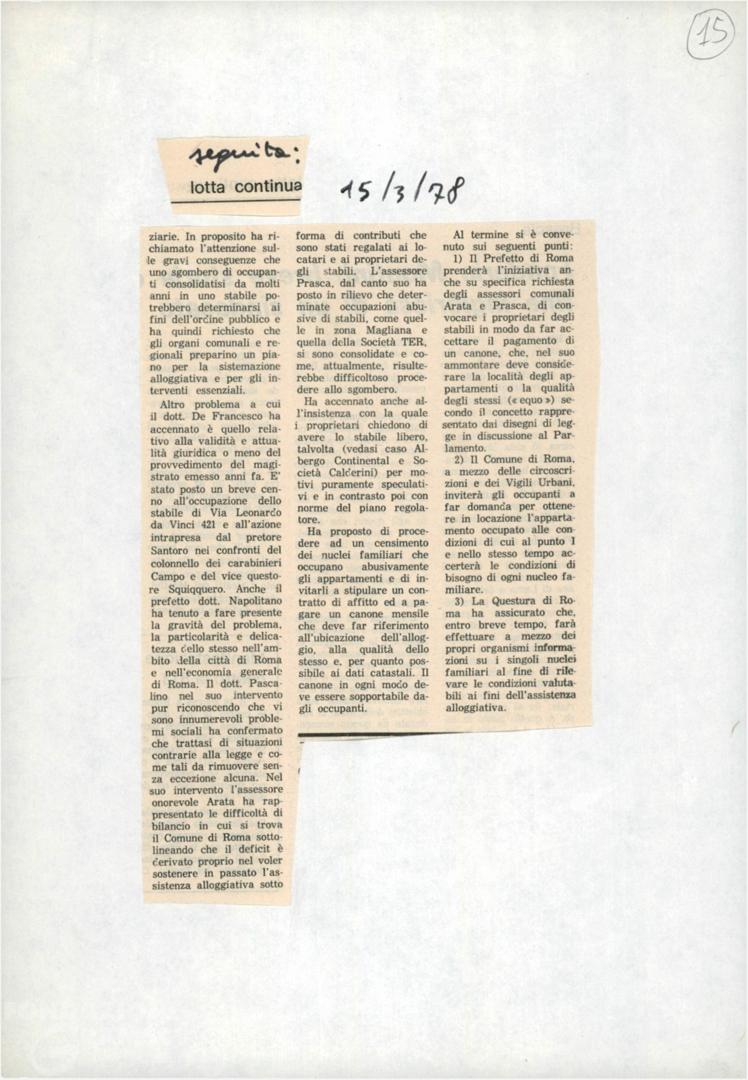 15
seguito:
lotta continua
15/3/78
ziarie. In proposito ha ri-
chiamato l'attenzione sul-
le gravi conseguenze che
uno sgombero di occupan-
ti consolidatisi da molti
anni in uno stabile po-
trebbero determinarsi ai
fini dell'ordine pubblico e
ha quindi richiesto che
gli organi comunali e re-
gionali preparino un pia-
no per la sistemazione
alloggiativa e per gli in-
terventi essenziali.
Altro problema a cui
il dott. De Francesco ha
accennato è quello rela-
tivo alla validità e attua-
lità giuridica o meno del
provvedimento del magi-
strato emesso anni fa. E'
stato posto un breve cen-
no all'occupazione dello
stabile di Via Leonardo
da Vinci 421 e all'azione
intrapresa dal pretore
Santoro nei confronti del
colonnello dei carabinieri
Campo e del vice questo-
re Squicquero. Anche il
prefetto dott. Napolitano
ha tenuto a fare presente
la gravità del problema,
la particolarità e delica-
tezza dello stesso nell'am-
bito della città di Roma
e nell'economia generale
di Roma. Il dott. Pasca-
lino nel suo intervento
pur riconoscendo che vi
sono innumerevoli proble-
mi sociali ha confermato
che trattasi di situazioni
contrarie alla legge e co-
me tali da rimuovere sen-
za eccezione alcuna. Nel
suo intervento l'assessore
onorevole Arata ha rap-
presentato le difficoltà di
bilancio in cui si trova
il Comune di Roma sotto-
lineando che il deficit è
derivato proprio nel voler
sostenere in passato l'as-
sistenza alloggiativa sotto
forma di contributi che
sono stati regalati ai lo-
catari e ai proprietari de-
gli stabili. L'assessore
Prasca, dal canto suo ha
posto in rilievo che deter-
minate occupazioni abu-
sive di stabili, come quel-
le in zona Magliana e
quella della Società TER,
si sono consolidate e co-
me, attualmente, risulte-
rebbe difficoltoso proce-
dere allo sgombero.
Ha accennato anche al-
l'insistenza con la quale
i proprietari chiedono di
avere lo stabile libero,
talvolta (vedasi caso Al-
bergo Continental e So-
cietà Calcerini) per mo-
tivi puramente speculati-
vi e in contrasto poi con
norme del piano regola-
tore.
Ha proposto di proce-
dere ad un censimento
dei nuclei familiari che
occupano abusivamente
gli appartamenti e di in-
vitarli a stipulare un con-
tratto di affitto ed a pa-
gare un canone mensile
che deve far riferimento
all'ubicazione dell'allog-
gio, alla qualità dello
stesso e, per quanto pos-
sibile ai dati catastali. Il
canone in ogni modo de-
ve essere sopportabile da-
gli occupanti.
Al termine si è conve-
nuto sui seguenti punti:
1) Il Prefetto di Roma
prenderà l'iniziativa an-
che su specifica richiesta
degli assessori comunali
Arata e Prasca, di con-
vocare i proprietari degli
stabili in modo da far ac-
cettare il pagamento di
un canone, che, nel suo
ammontare deve conside-
rare la località degli ap-
partamenti o la qualità
degli stessi (« equo ») se-
condo il concetto rappre-
sentato dai disegni di leg-
ge in discussione al Par-
lamento.
2) Il Comune di Roma,
a mezzo delle circoscri-
zioni e dei Vigili Urbani,
inviterà gli occupanti a
far domanda per ottene-
re in locazione l'apparta-
mento occupato alle con-
dizioni di cui al punto I
e nello stesso tempo ac-
certerà le condizioni di
bisogno di ogni nucleo fa-
miliare.
3) La Questura di Ro-
ma ha assicurato che,
entro breve tempo, farà
effettuare a mezzo dei
propri organismi informa-
zioni su i singoli nuclei
familiari al fine di rile-
vare le condizioni valuta-
bili ai fini dell'assistenza
alloggiativa.